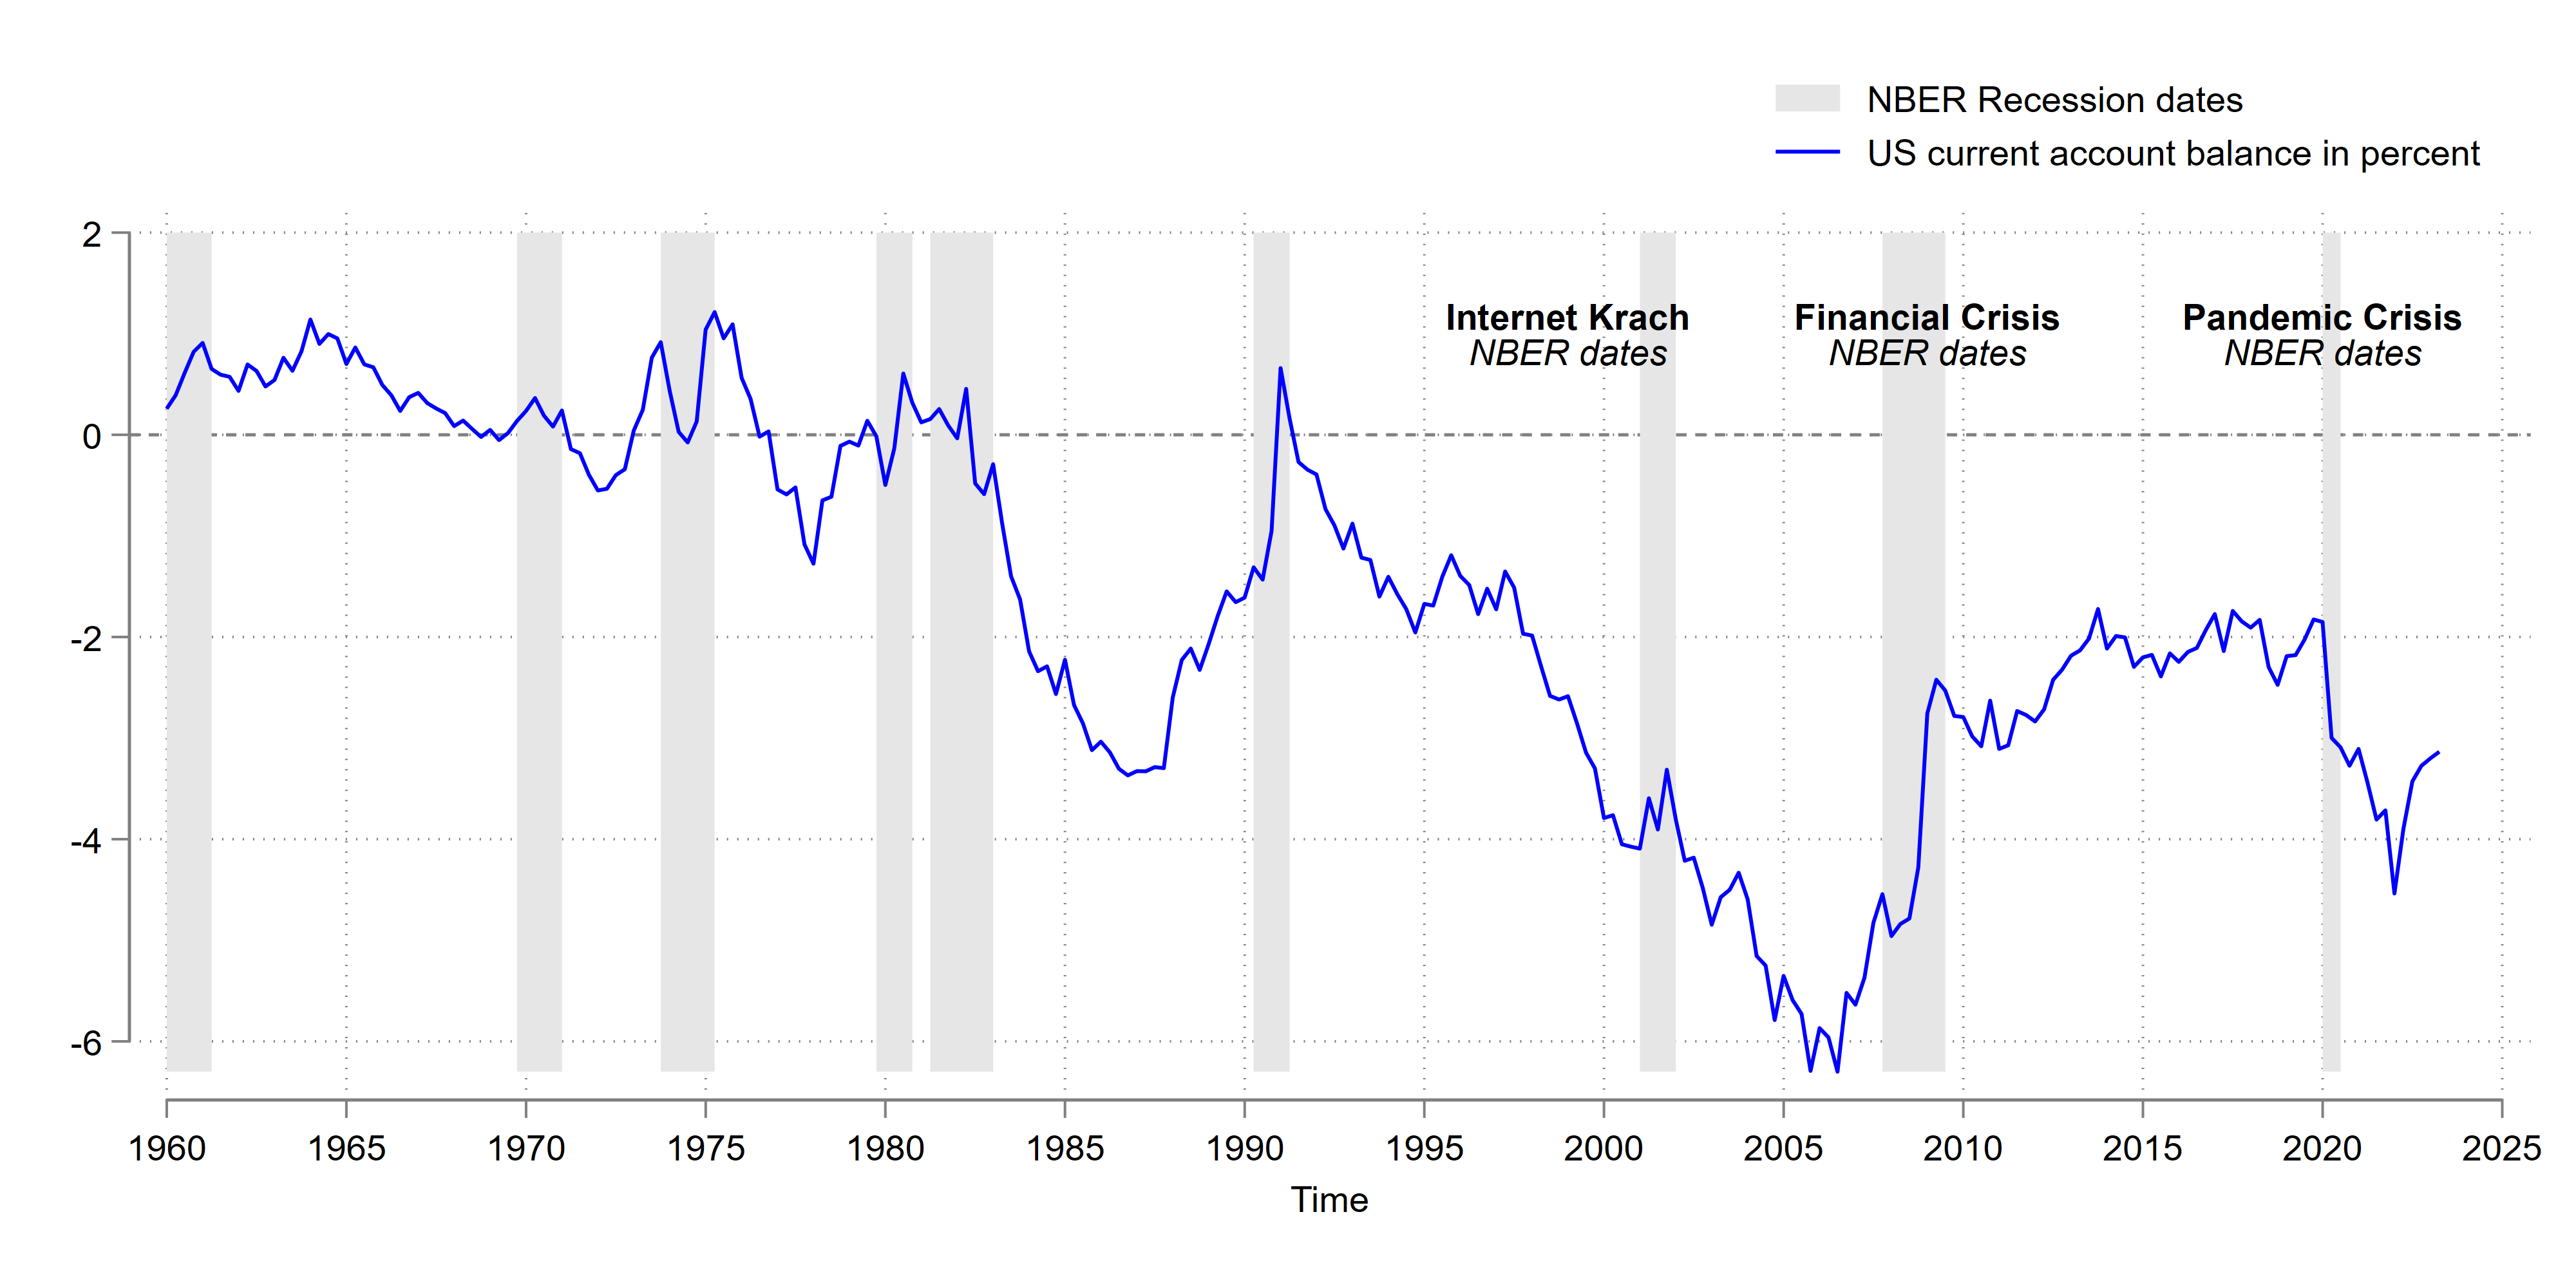 NBER Recession dates
US current account balance in percent
2
Internet Krach
NBER dates
Financial Crisis
NBER dates
Pandemic Crisis
NBER dates
0
-2
-4
-6
1960 1965 1970 1975 1980 1985 1990 1995 2000 2005 2010 2015 2020 2025
Time